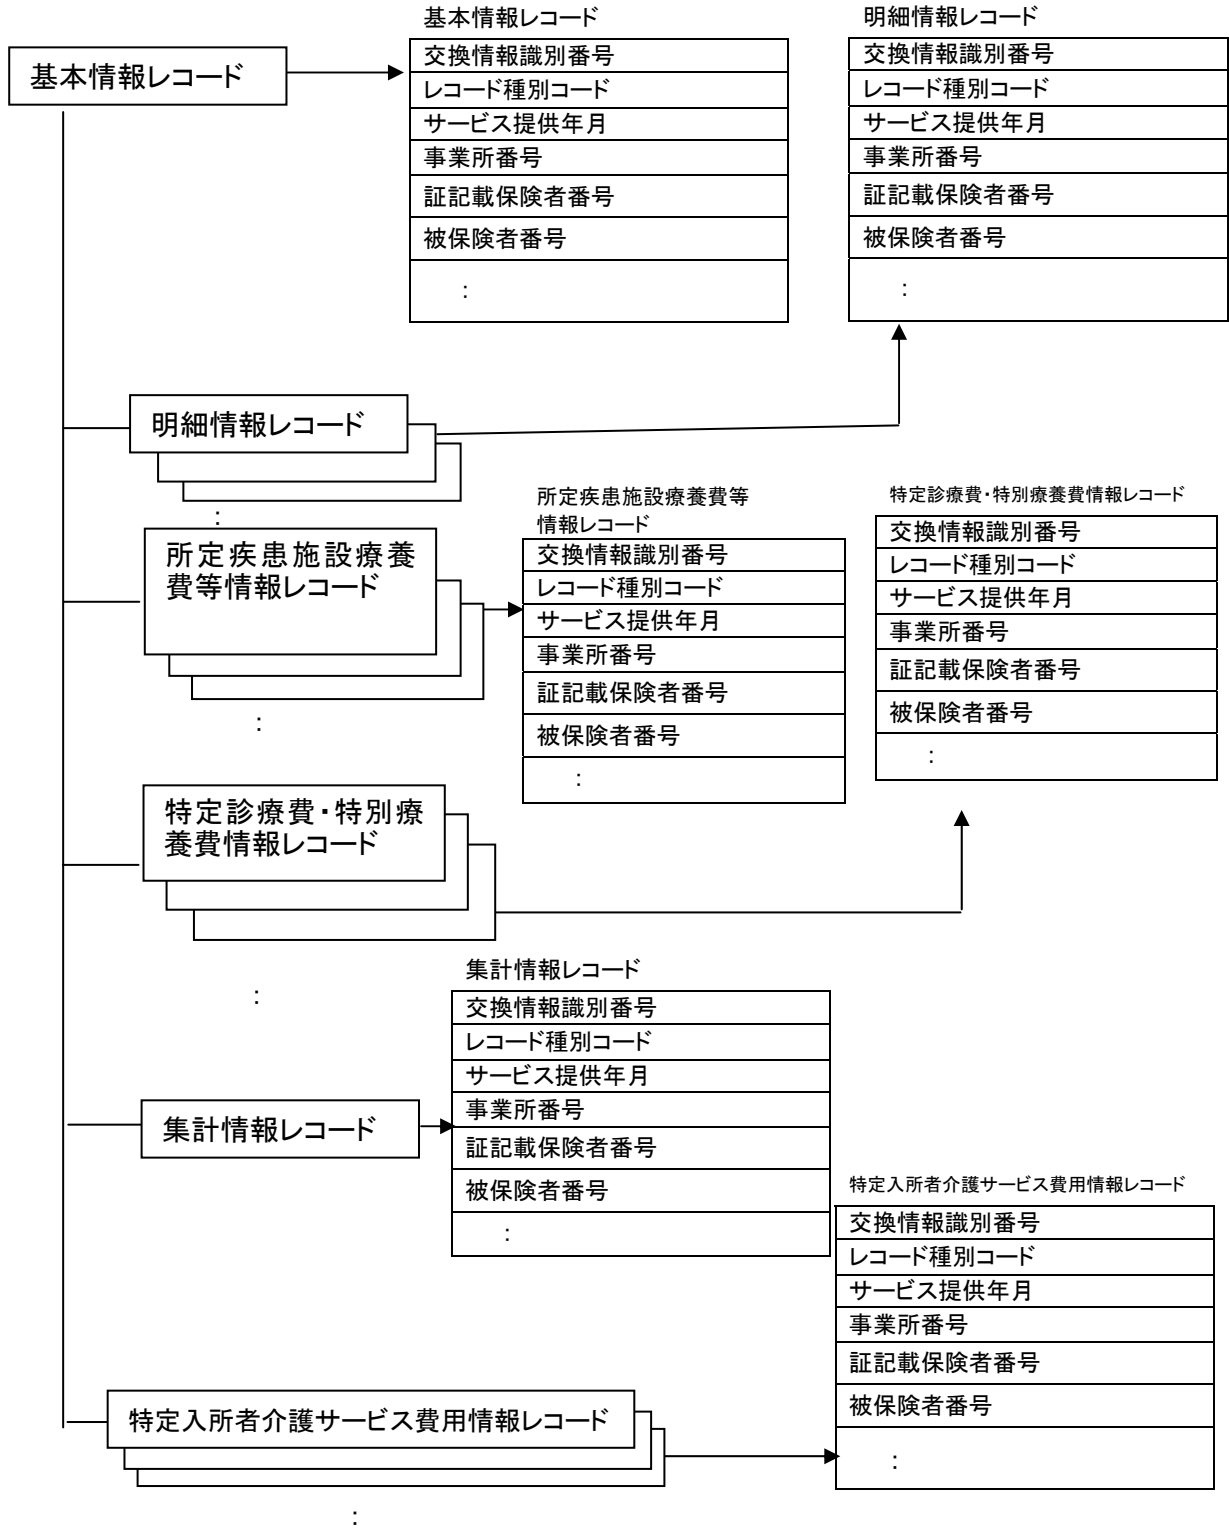 基本情報レコード
基本情報レコード
交換情報識別番号
レコード種別コード
サービス提供年月
事業所番号
証記載保険者番号
被保険者番号
:
明細情報レコード
交換情報識別番号
レコード種別コード
サービス提供年月
事業所番号
証記載保険者番号
被保険者番号
:
明細情報レコード
:
所定疾患施設療養
費等情報レコード
:
所定疾患施設療養費等
情報レコード
交換情報識別番号
レコード種別コード
サービス提供年月
事業所番号
証記載保険者番号
被保険者番号
:
特定診療費・特別療養費情報レコード
交換情報識別番号
レコード種別コード
サービス提供年月
事業所番号
証記載保険者番号
被保険者番号
:
特定診療費・特別療
養費情報レコード
:
集計情報レコード
交換情報識別番号
レコード種別コード
サービス提供年月
事業所番号
証記載保険者番号
被保険者番号
:
集計情報レコード
特定入所者介護サービス費用情報レコード
交換情報識別番号
レコード種別コード
サービス提供年月
事業所番号
証記載保険者番号
被保険者番号
:
特定入所者介護サービス費用情報レコード
: